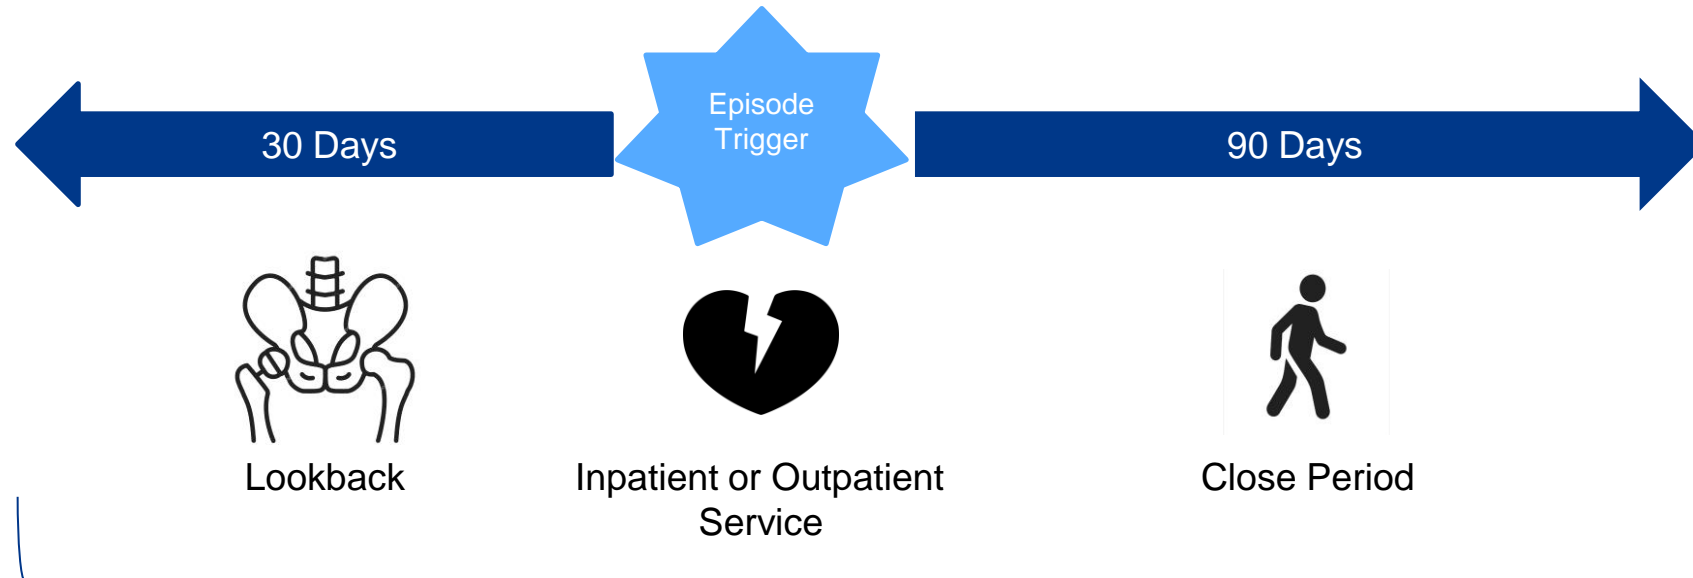 Episode
Trigger
30 Days
90 Days
Lookback
Inpatient or Outpatient
Service
Close Period